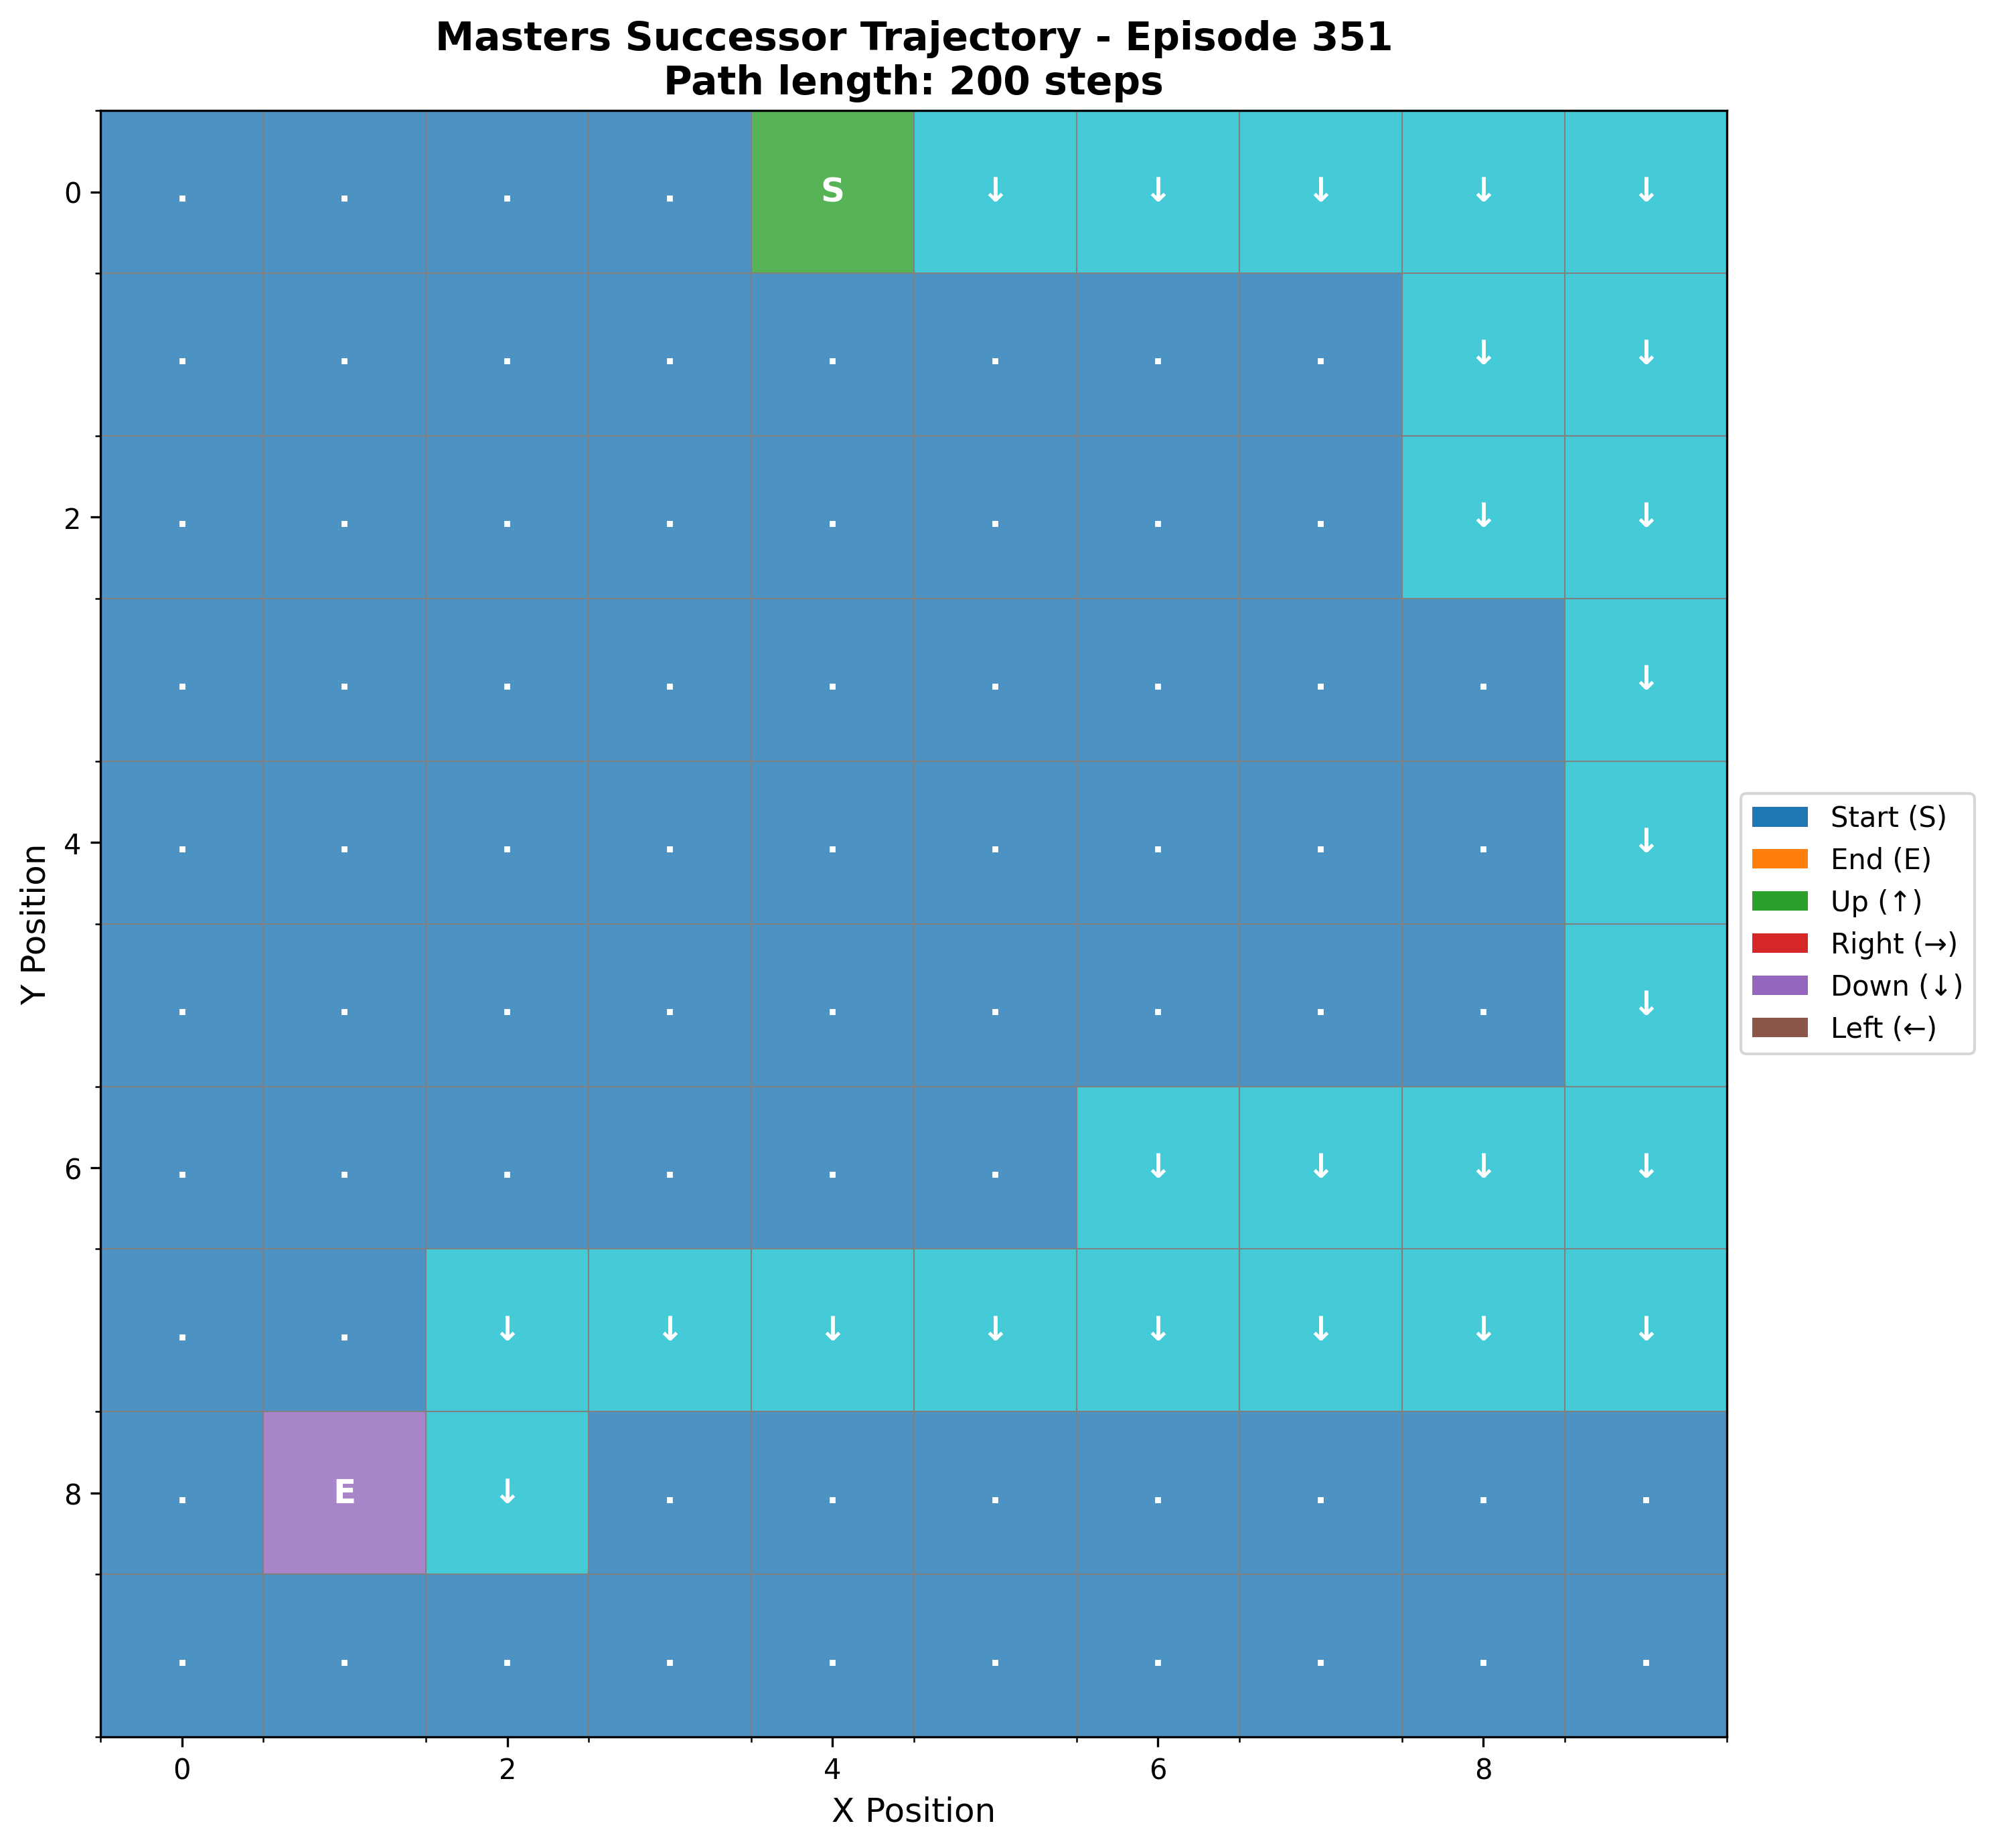 Masters Successor Trajectory - Episode 351
Path length: 200 steps
0 . . . . S ↓ ↓ ↓ ↓ ↓
. . . . . . . . ↓ ↓
2 . . . . . . . . ↓ ↓
. . . . . . . . . ↓
4 . . . . . . . . . ↓
. . . . . . . . . ↓
6 . . . . . . ↓ ↓ ↓ ↓
. . ↓ ↓ ↓ ↓ ↓ ↓ ↓ ↓
8 . E ↓ . . . . . . .
. . . . . . . . . .
0 2 4 6 8
X Position
Y Position
Start (S)
End (E)
Up (↑)
Right (→)
Down (↓)
Left (←)